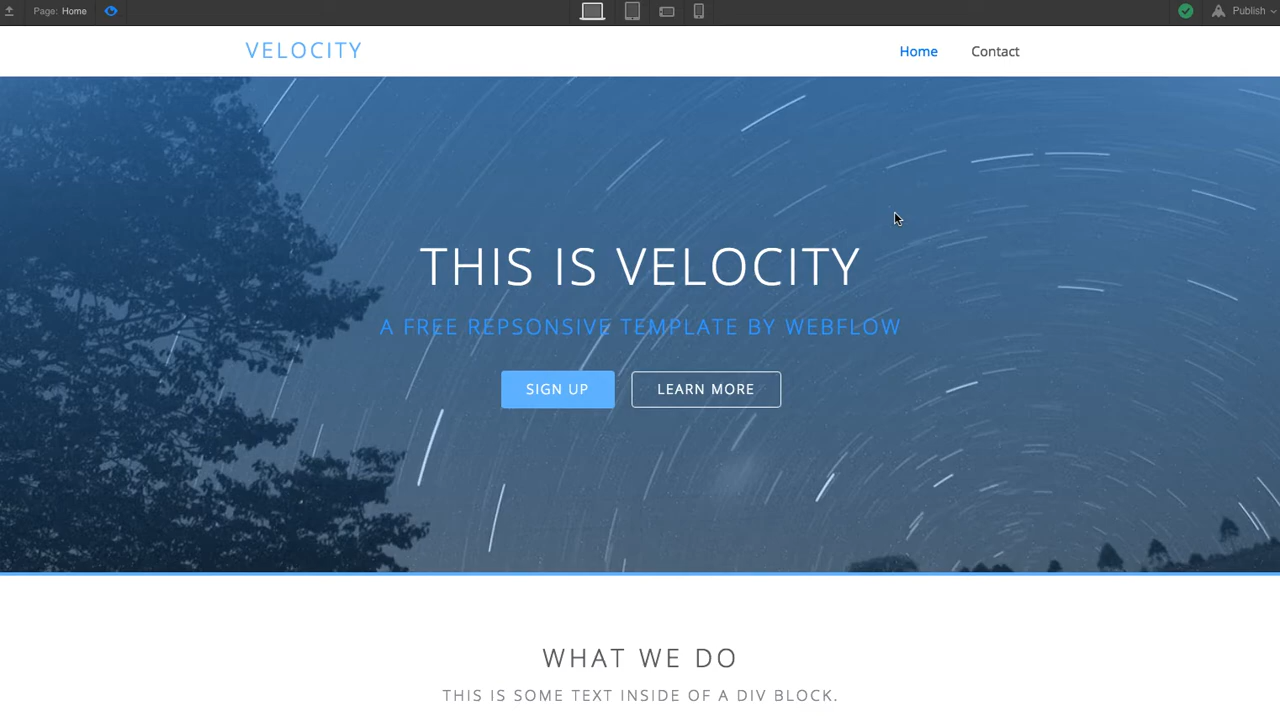 Page: Home
Publish
VELOCITY
Home Contact
THIS IS VELOCITY
A FREE REPSONSIVE TEMPLATE BY WEBFLOW
SIGN UP LEARN MORE
WHAT WE DO
THIS IS SOME TEXT INSIDE OF A DIV BLOCK.